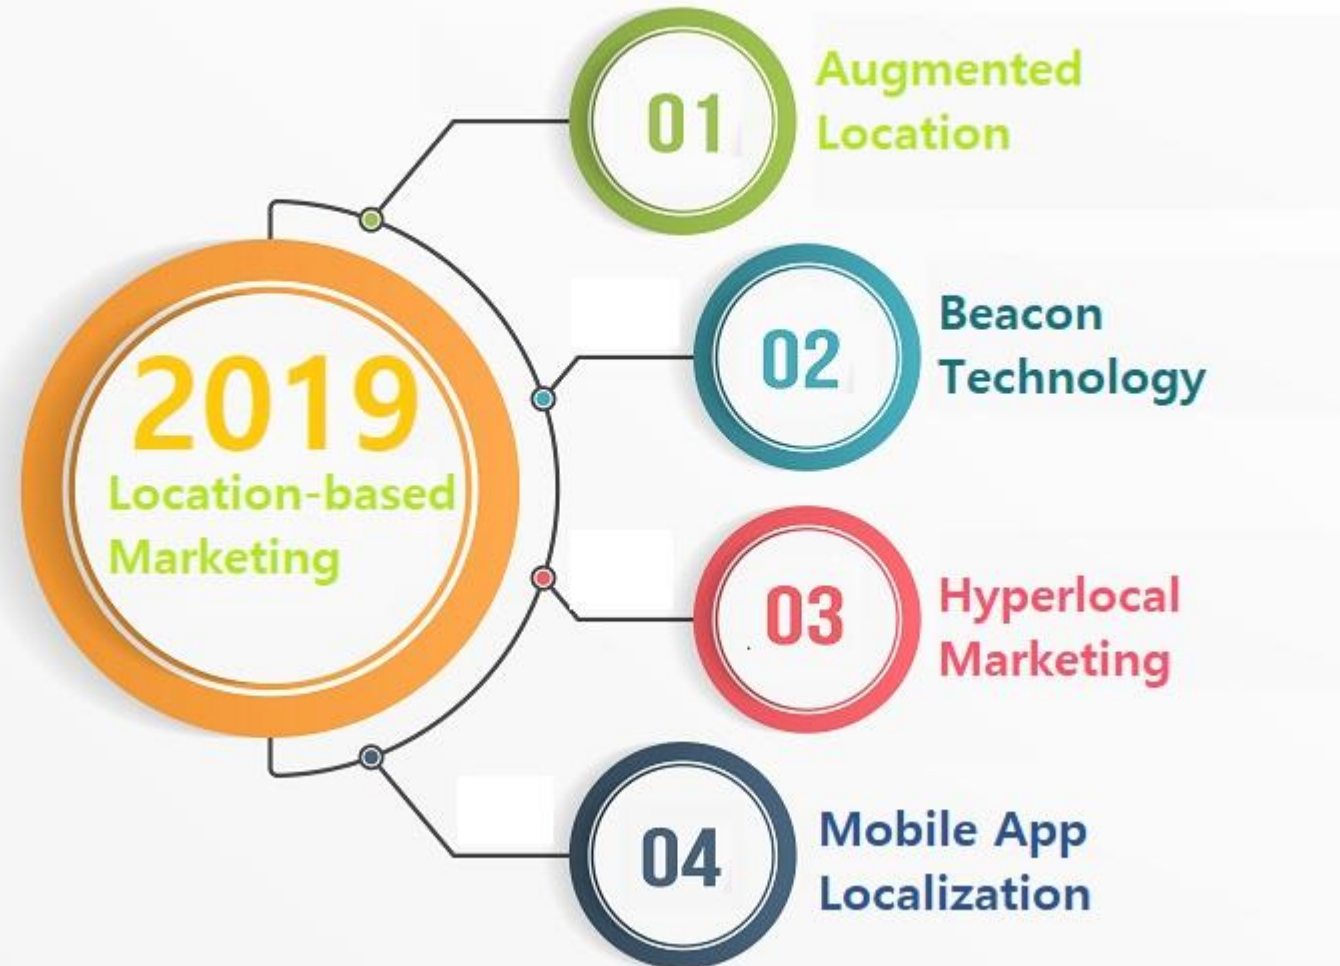 2019
Location-based
Marketing
01
Augmented
Location
02
Beacon
Technology
03
Hyperlocal
Marketing
04
Mobile App
Localization